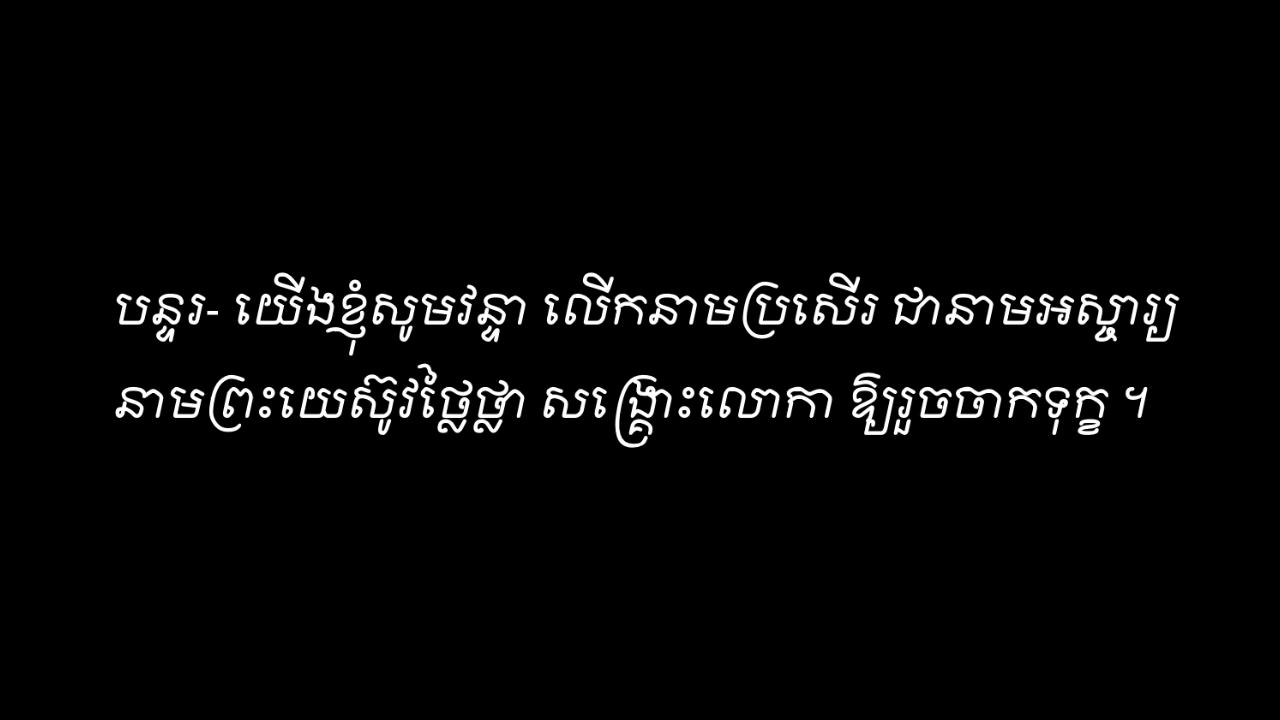 បន្ទរ- យើងខ្ញុំសូមវន្ទា លើកនាមប្រសើរ ជានាមអស្ចារ្យ
នាមព្រះយេស៊ូវថ្លៃថ្លា សង្គ្រោះលោកា ឱ្យរួចចាកទុក្ខ ។